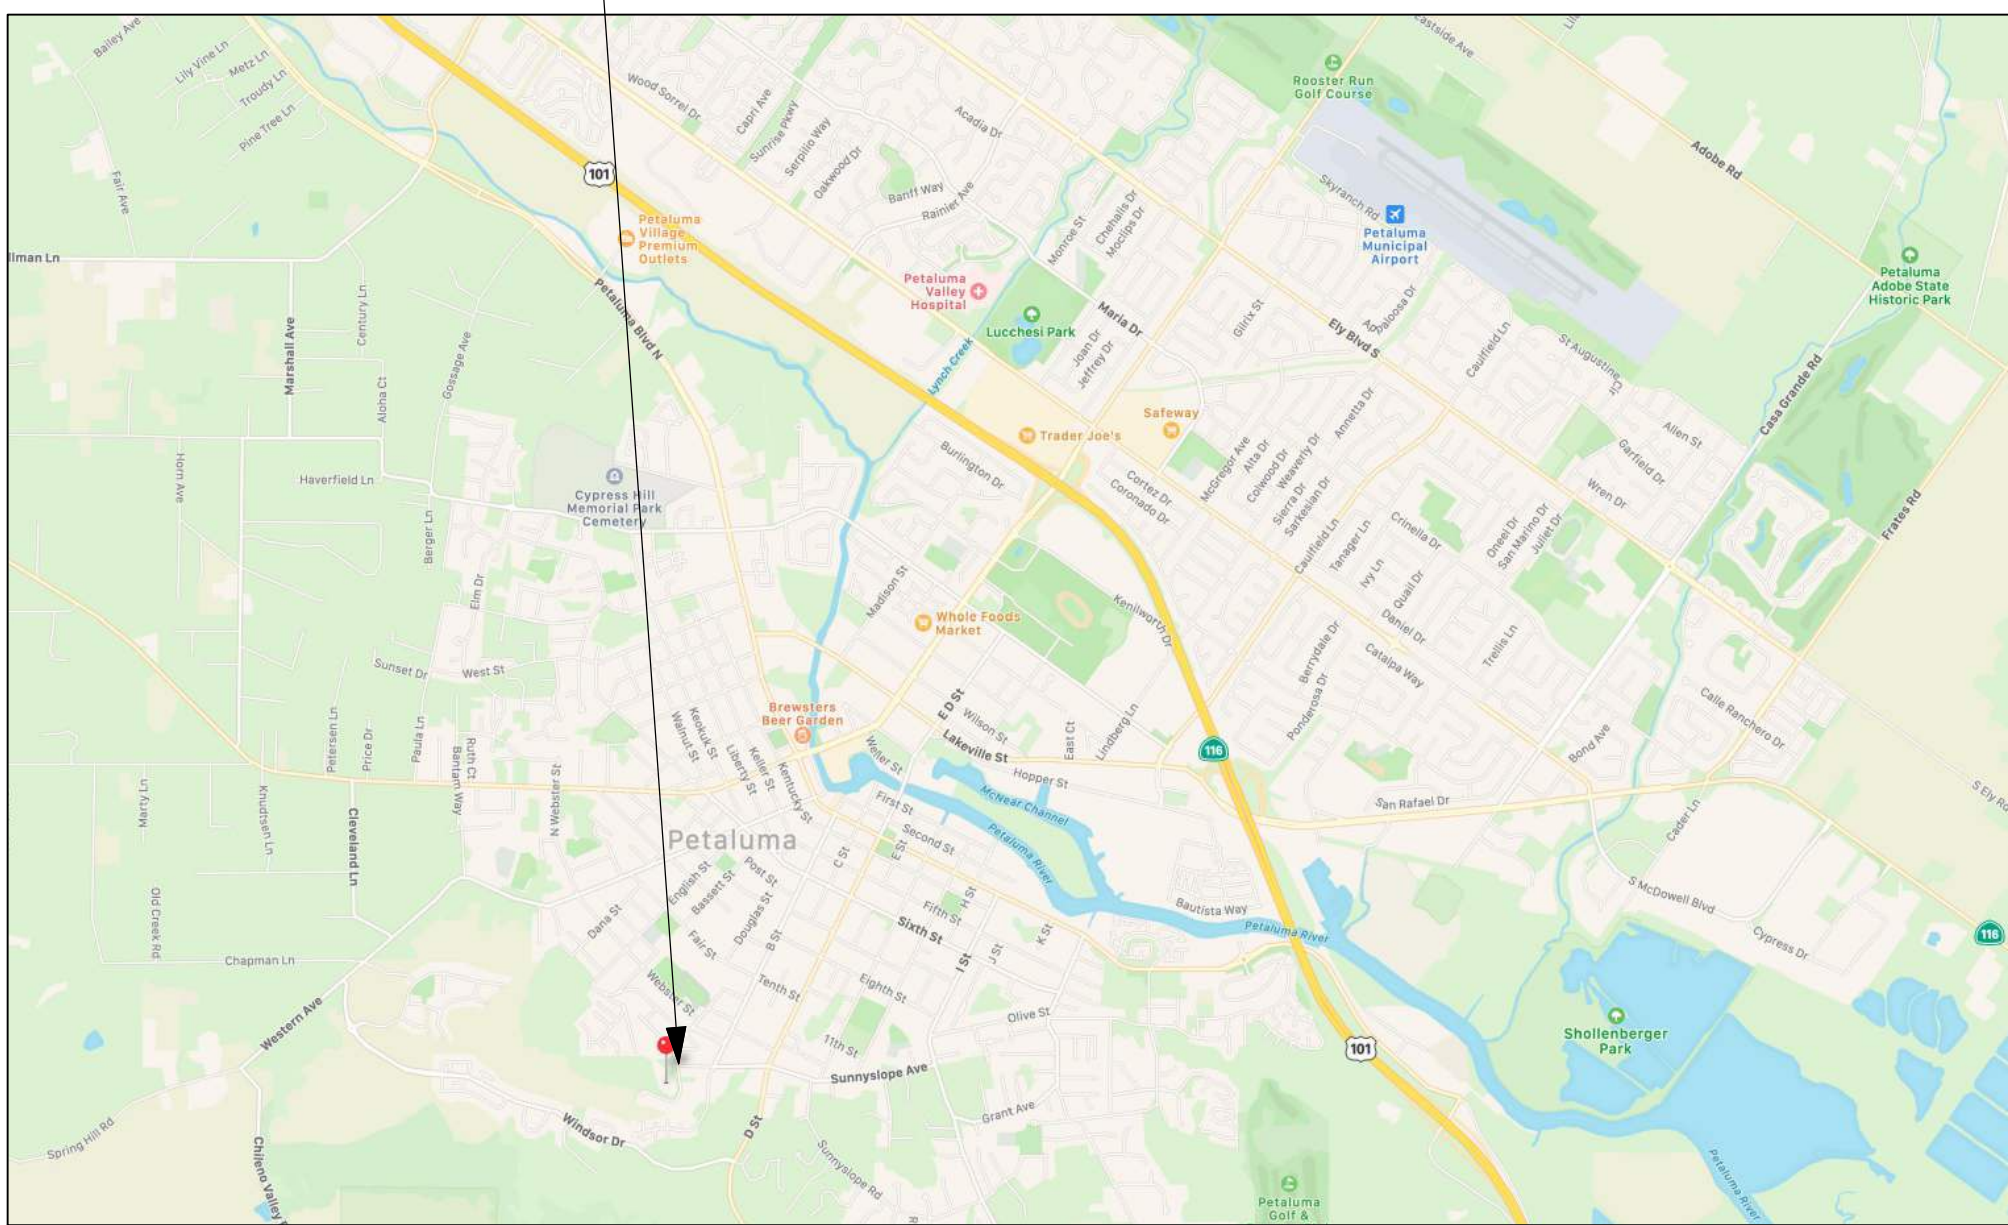 Bailey Ave
Lily Vine Ln
Metz Ln
Troudy Ln
Pine Tree Ln
Fair Ave
101
Wood Sorrel Dr
Capri Ave
Sunrise Pkwy
Serpilio Way
Oakwood Dr
Acadia Dr
Banff Way
Rainier Ave
Eastside Ave
Rooster Run
Golf Course
Adobe Rd
Skyranch Rd
Petaluma
Municipal
Airport
Petaluma
Adobe State
Historic Park
Petaluma
Village
Premium
Outlets
llman Ln
Marshall Ave
Century Ln
Aloha Ct
Gossage Ave
Petaluma Blvd N
Petaluma
Valley
Hospital
Lucchesi Park
Monroe St
Chehalis Dr
Moclips Dr
Maria Dr
Joan Dr
Jeffrey Dr
Gilrix St
Appaloosa Dr
Ely Blvd S
Caulfield Ln
St Augustine Cir
Casa Grande Rd
Lynch Creek
Trader Joe's
Safeway
Annetta Dr
Allen St
Garfield Dr
Wren Dr
Frates Rd
Horn Ave
Haverfield Ln
Berger Ln
Cypress Hill
Memorial Park
Cemetery
Burlington Dr
Cortez Dr
Coronado Dr
McGregor Ave
Alta Dr
Colwood Dr
Weaverly Dr
Sierra Dr
Sarkesian Dr
Caulfield Ln
Tanager Ln
Crinella Dr
Oneel Dr
San Marino Dr
Juliet Dr
Ivy Ln
Quail Dr
Daniel Dr
Trellis Ln
Elm Dr
Madison St
Whole Foods
Market
Kenilworth Dr
Berrydale Dr
Ponderosa Dr
Catalpa Way
Calle Ranchero Dr
Bond Ave
Sunset Dr
West St
Petersen Ln
Price Dr
Paula Ln
Ruth Ct
Bantam Way
N Webster St
Keokuk St
Walnut St
Liberty St
Keller St
Kentucky St
Brewsters
Beer Garden
Weller St
E D St
Wilson St
Lakeville St
East Ct
Lindberg Ln
Hopper St
116
McNear Channel
Petaluma River
San Rafael Dr
S Ely Rd
Cader Ln
Marty Ln
Knudtsen Ln
Cleveland Ln
Old Creek Rd
Chapman Ln
Petaluma
First St
Second St
C St
E St
English St
Bassett St
Post St
Douglas St
Dana St
Fair St
B St
Fifth St
Sixth St
H St
I St
J St
K St
Bautista Way
Petaluma River
S McDowell Blvd
Cypress Dr
116
Western Ave
Webster St
Tenth St
Eighth St
11th St
Olive St
Sunnyslope Ave
101
Shollenberger
Park
Spring Hill Rd
Chileno Valley
Windsor Dr
D St
Grant Ave
Sunnyslope Rd
Petaluma
Golf &
Petaluma River